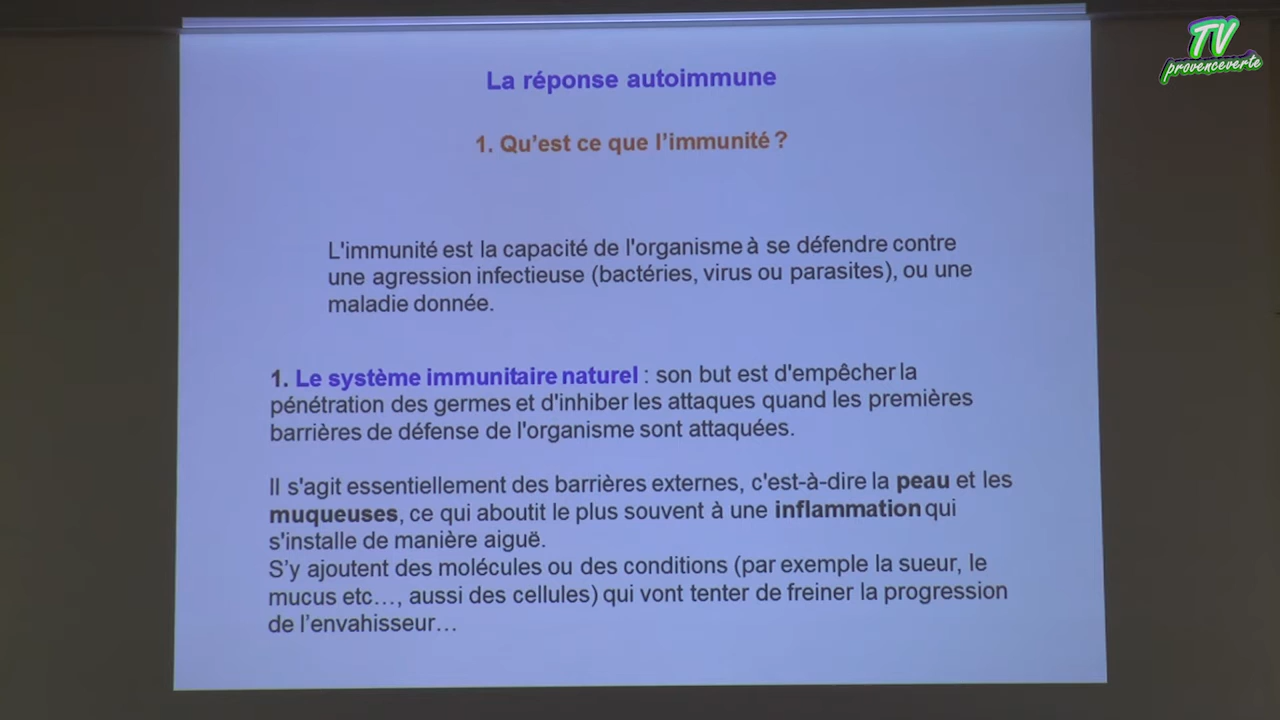 TV
provenceverte
La réponse autoimmune
1. Qu'est ce que l'immunité ?
L'immunité est la capacité de l'organisme à se défendre contre
une agression infectieuse (bactéries, virus ou parasites), ou une
maladie donnée.
1. Le système immunitaire naturel : son but est d'empêcher la
pénétration des germes et d'inhiber les attaques quand les premières
barrières de défense de l'organisme sont attaquées.
Il s'agit essentiellement des barrières externes, c'est-à-dire la peau et les
muqueuses, ce qui aboutit le plus souvent à une inflammation qui
s'installe de manière aiguë.
S'y ajoutent des molécules ou des conditions (par exemple la sueur, le
mucus etc…, aussi des cellules) qui vont tenter de freiner la progression
de l'envahisseur…